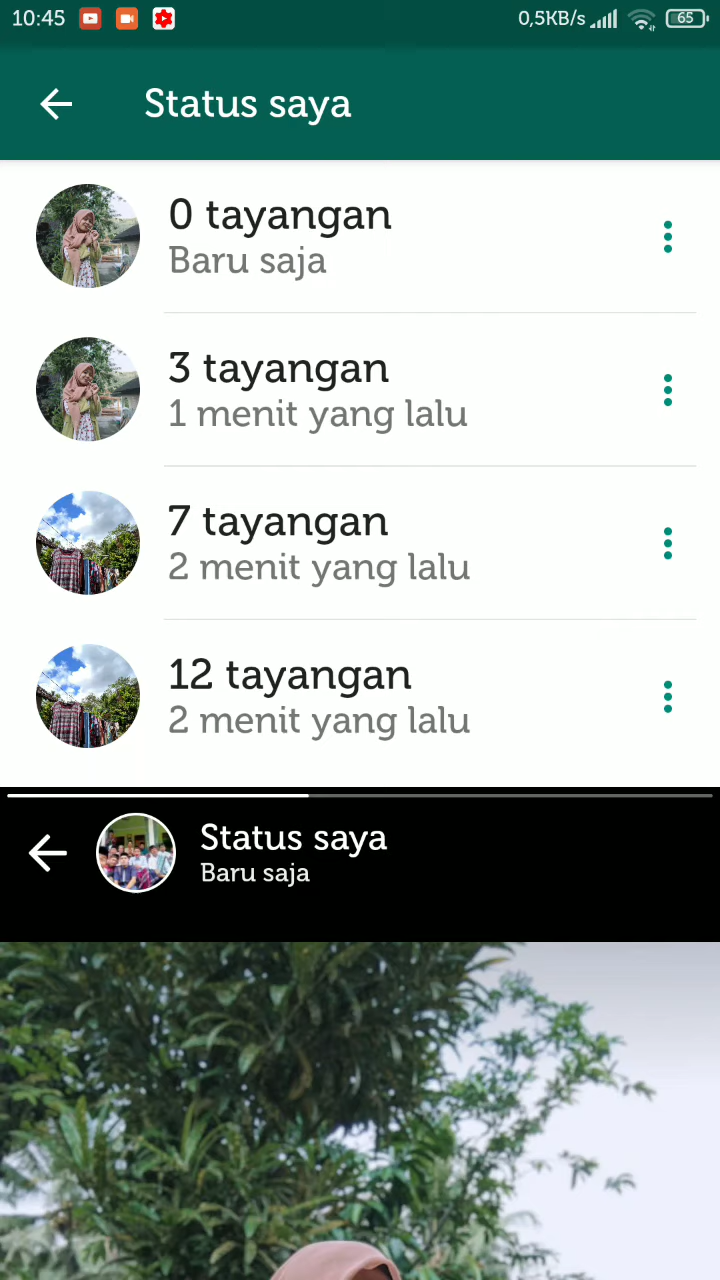 10:45
0,5KB/s
65
Status saya
0 tayangan
Baru saja
3 tayangan
1 menit yang lalu
7 tayangan
2 menit yang lalu
12 tayangan
2 menit yang lalu
Status saya
Baru saja